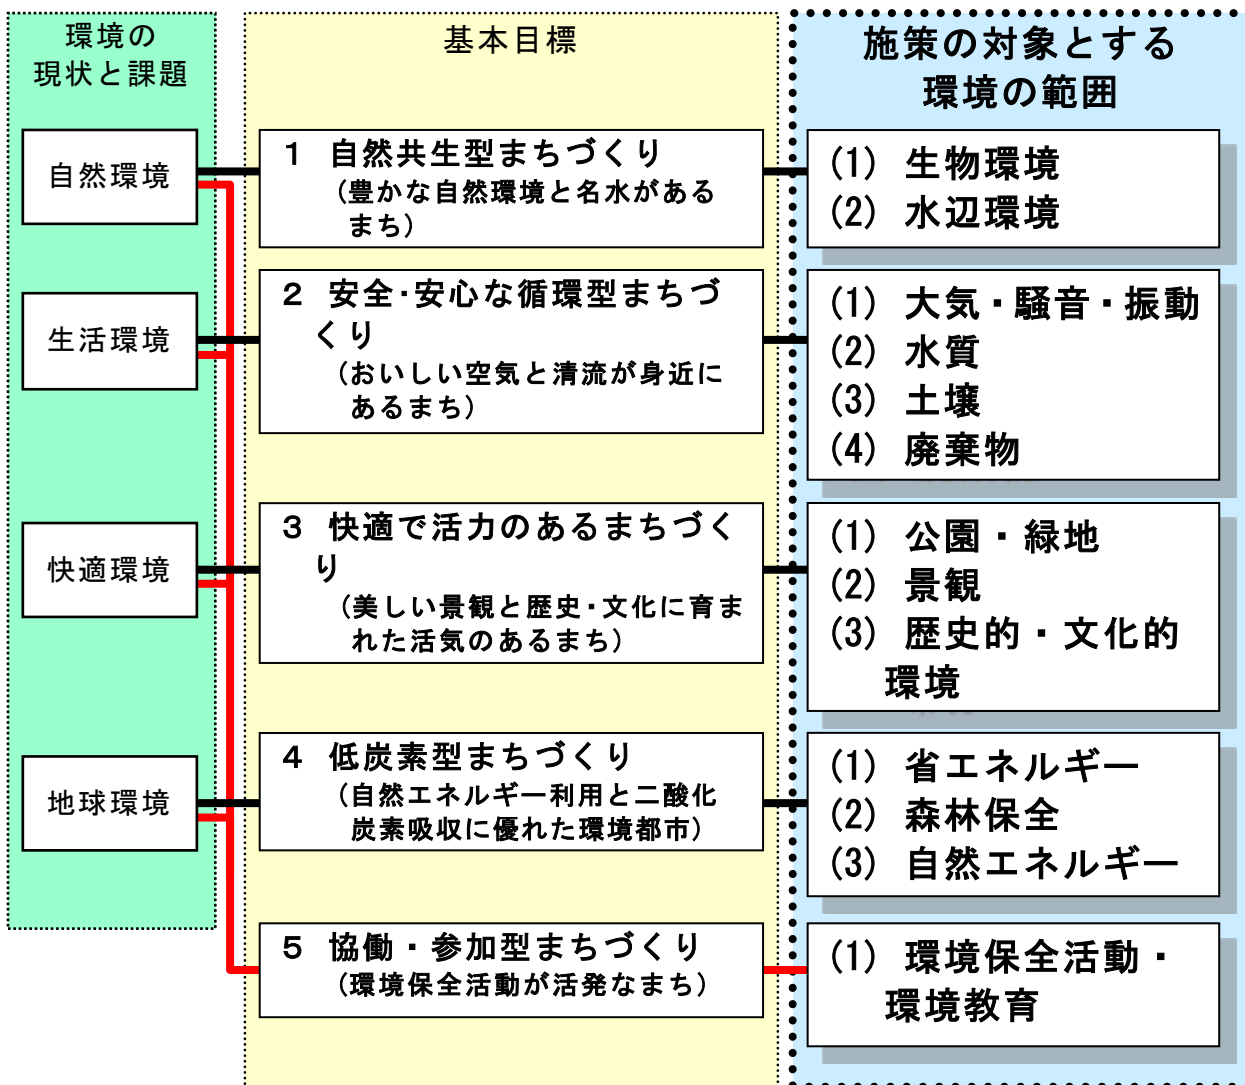 環境の
現状と課題
基本目標
施策の対象とする
環境の範囲
自然環境
1 自然共生型まちづくり
(豊かな自然環境と名水がある
まち)
(1) 生物環境
(2) 水辺環境
生活環境
2 安全・安心な循環型まちづ
くり
(おいしい空気と清流が身近に
あるまち)
(1) 大気・騒音・振動
(2) 水質
(3) 土壌
(4) 廃棄物
快適環境
3 快適で活力のあるまちづく
り
(美しい景観と歴史・文化に育ま
れた活気のあるまち)
(1) 公園・緑地
(2) 景観
(3) 歴史的・文化的
環境
地球環境
4 低炭素型まちづくり
(自然エネルギー利用と二酸化
炭素吸収に優れた環境都市)
(1) 省エネルギー
(2) 森林保全
(3) 自然エネルギー
5 協働・参加型まちづくり
(環境保全活動が活発なまち)
(1) 環境保全活動・
環境教育